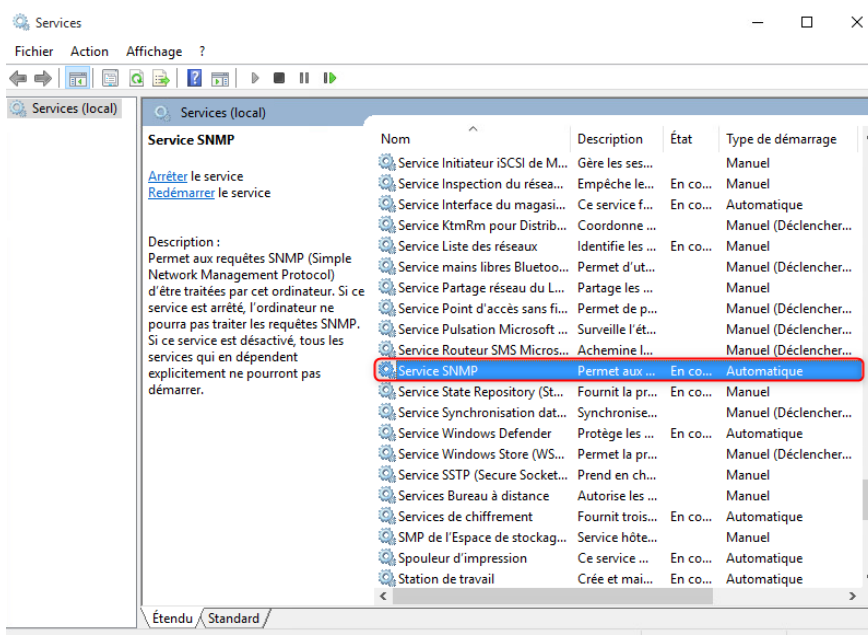 Services
Fichier Action Affichage ?
Services (local)
Services (local)
Service SNMP
Arrêter le service
Redémarrer le service
Description :
Permet aux requêtes SNMP (Simple
Network Management Protocol)
d'être traitées par cet ordinateur. Si ce
service est arrêté, l'ordinateur ne
pourra pas traiter les requêtes SNMP.
Si ce service est désactivé, tous les
services qui en dépendent
explicitement ne pourront pas
démarrer.
Nom Description État Type de démarrage
Service Initiateur iSCSI de M... Gère les ses... Manuel
Service Inspection du résea... Empêche le... En co... Manuel
Service Interface du magasi... Ce service f... En co... Automatique
Service KtmRm pour Distrib... Coordonne ... Manuel (Déclencher...
Service Liste des réseaux Identifie les ... En co... Manuel
Service mains libres Bluetoo... Permet d'ut... Manuel (Déclencher...
Service Partage réseau du L... Partage les ... Manuel
Service Point d'accès sans fi... Permet de p... Manuel (Déclencher...
Service Pulsation Microsoft ... Surveille l'ét... Manuel (Déclencher...
Service Routeur SMS Micros... Achemine l... Manuel (Déclencher...
Service SNMP Permet aux ... En co... Automatique
Service State Repository (St... Fournit la pr... En co... Manuel
Service Synchronisation dat... Synchronise... Manuel (Déclencher...
Service Windows Defender Protège les ... En co... Automatique
Service Windows Store (WS... Permet la pr... Manuel (Déclencher...
Service SSTP (Secure Socket... Prend en ch... Manuel
Services Bureau à distance Autorise les ... Manuel
Services de chiffrement Fournit trois... En co... Automatique
SMP de l'Espace de stockag... Service hôte... Manuel
Spouleur d'impression Ce service ... En co... Automatique
Station de travail Crée et mai... En co... Automatique
Étendu Standard